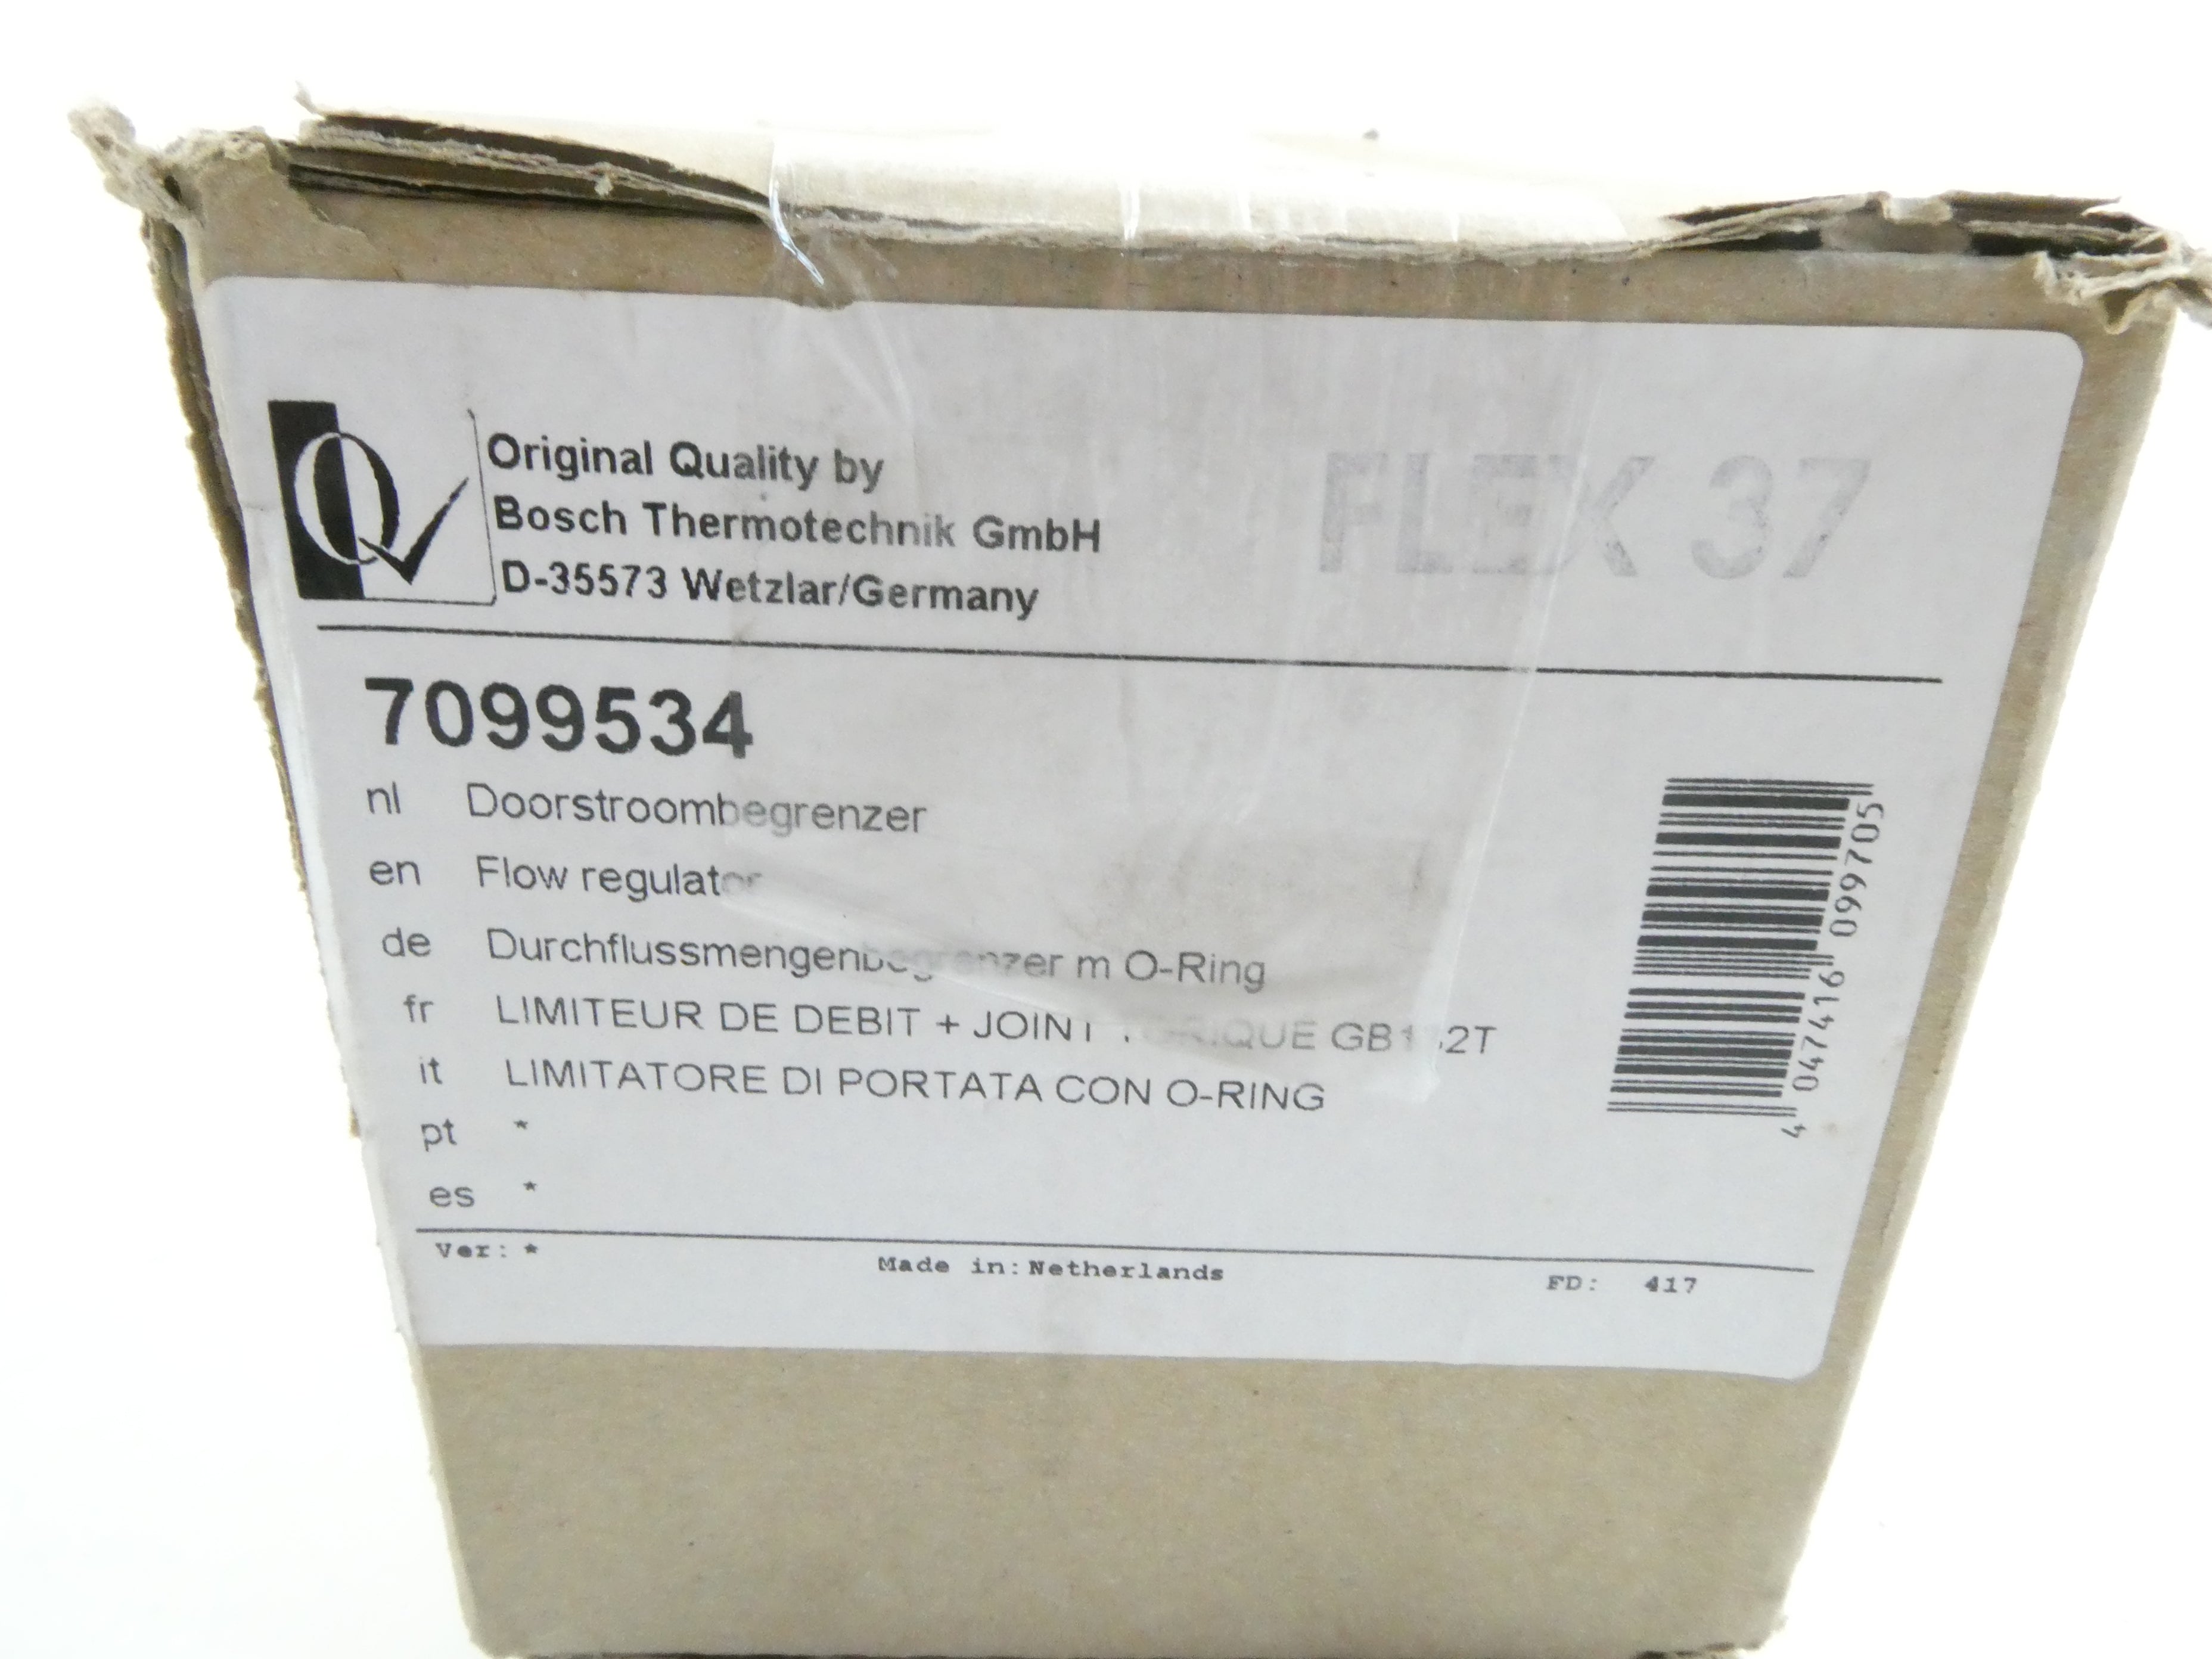 Original Quality by
Bosch Thermotechnik GmbH
D-35573 Wetzlar/Germany
FLEX 37
7099534
nl Doorstroombegrenzer
en Flow regulator
de Durchflussmengenbegrenzer m O-Ring
fr LIMITEUR DE DEBIT + JOINT
it LIMITATORE DI PORTATA CON O-RING
pt *
es *
4 047416 099705
Ver: *
Made in: Netherlands
FD: 417